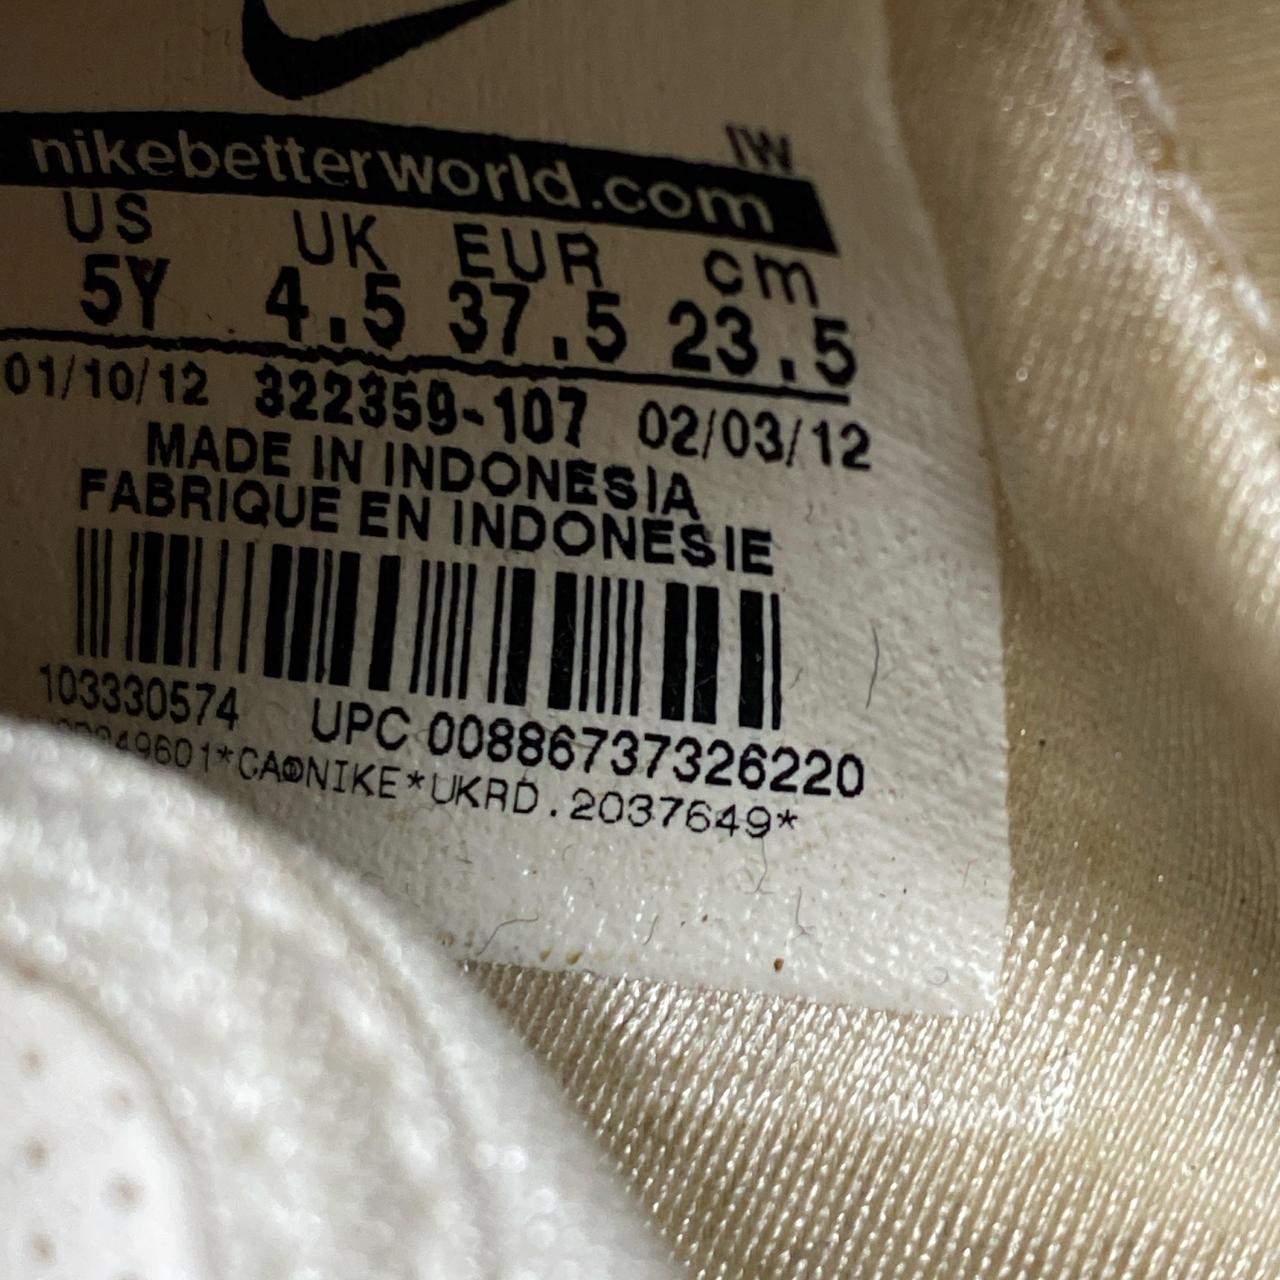 IW
nikebetterworld.com
US UK EUR cm
5Y 4.5 37.5 23.5
01/10/12 322359-107 02/03/12
MADE IN INDONESIA
FABRIQUE EN INDONESIE
103330574 UPC 00886737326220
NIKE*UKRD.2037649*